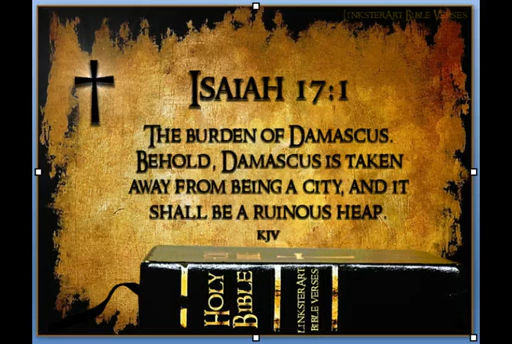 LinksterArt Bible Verses
Isaiah 17:1
The burden of Damascus.
Behold, Damascus is taken
away from being a city, and it
shall be a ruinous heap.
KJV
Holy
Bible
LinksterArt
Bible Verses